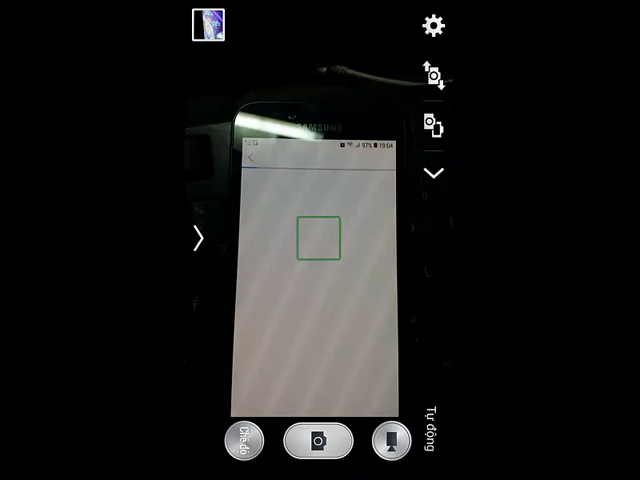 SAMSUNG
97% 19:04
Chế độ
Tự động